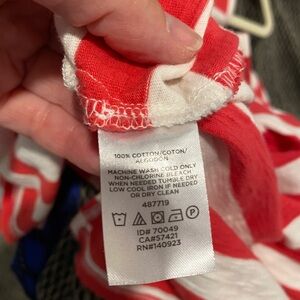 100% COTTON/COTON/
ALGODÓN
MACHINE WASH COLD ONLY
NON-CHLORINE BLEACH
WHEN NEEDED TUMBLE DRY
LOW COOL IRON IF NEEDED
OR DRY CLEAN
487719
ID# 70049
CA#57421
RN#140923